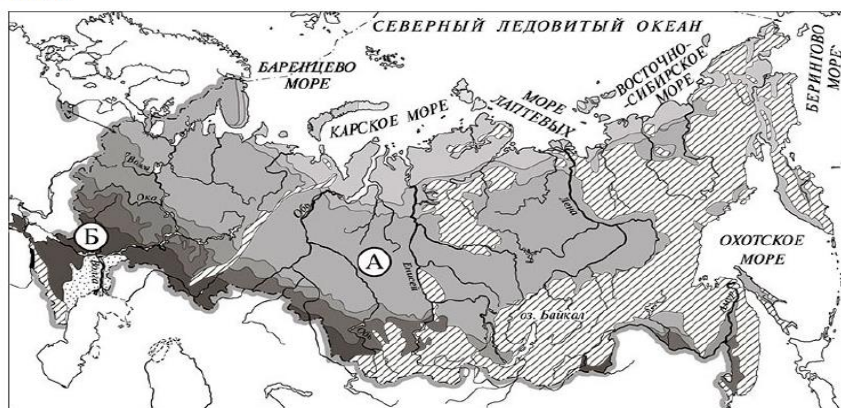 СЕВЕРНЫЙ ЛЕДОВИТЫЙ ОКЕАН
БАРЕНЦЕВО
МОРЕ
КАРСКОЕ МОРЕ
МОРЕ
ЛАПТЕВЫХ
ВОСТОЧНО-
-СИБИРСКОЕ
МОРЕ
БЕРИНГОВО
МОРЕ
Обь
Лена
Б
А
Енисей
ОХОТСКОЕ
МОРЕ
оз. Байкал